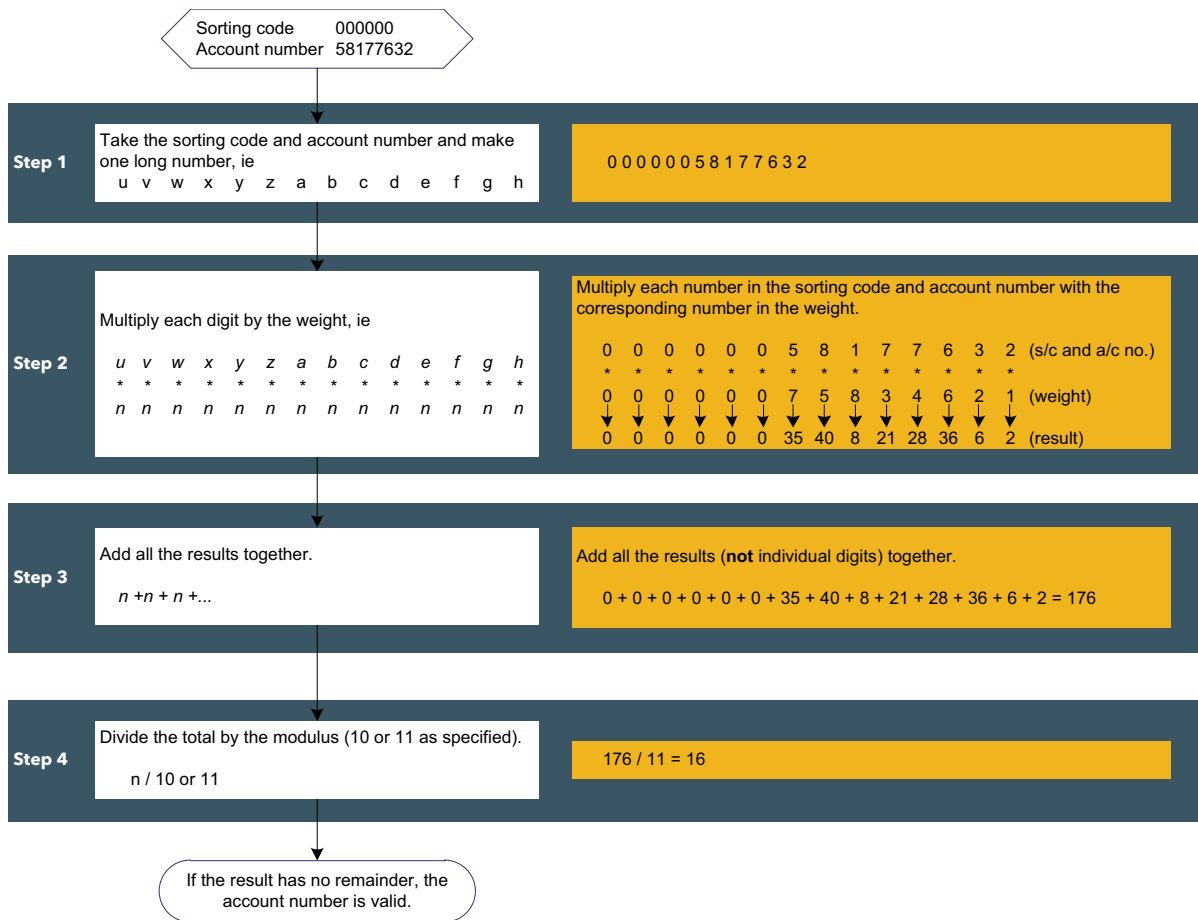 Sorting code 000000
Account number 58177632
Step 1
Take the sorting code and account number and make
one long number, ie
u v w x y z a b c d e f g h
0 0 0 0 0 0 5 8 1 7 7 6 3 2
Step 2
Multiply each digit by the weight, ie
u v w x y z a b c d e f g h
* * * * * * * * * * * * * *
n n n n n n n n n n n n n n
Multiply each number in the sorting code and account number with the
corresponding number in the weight.
0 0 0 0 0 0 5 8 1 7 7 6 3 2 (s/c and a/c no.)
* * * * * * * * * * * * * *
0 0 0 0 0 0 7 5 8 3 4 6 2 1 (weight)
0 0 0 0 0 0 35 40 8 21 28 36 6 2 (result)
Step 3
Add all the results together.
n +n + n +...
Add all the results (not individual digits) together.
0 + 0 + 0 + 0 + 0 + 0 + 35 + 40 + 8 + 21 + 28 + 36 + 6 + 2 = 176
Step 4
Divide the total by the modulus (10 or 11 as specified).
n / 10 or 11
176 / 11 = 16
If the result has no remainder, the
account number is valid.